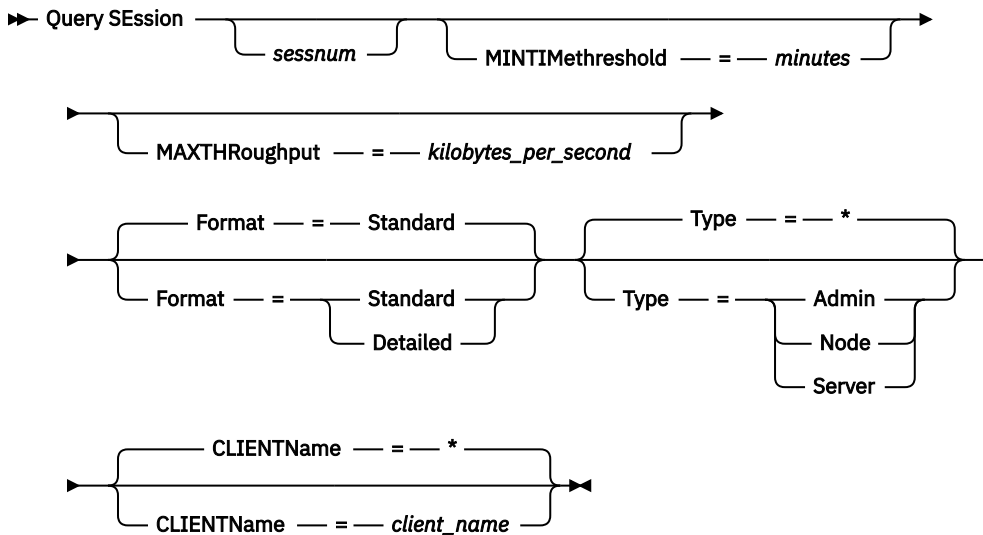 Query SEssion
sessnum
MINTIMethreshold = minutes
MAXTHRoughput = kilobytes_per_second
Format = Standard
Type = *
Format = Standard
Type = Admin
Detailed
Node
Server
CLIENTName = *
CLIENTName = client_name